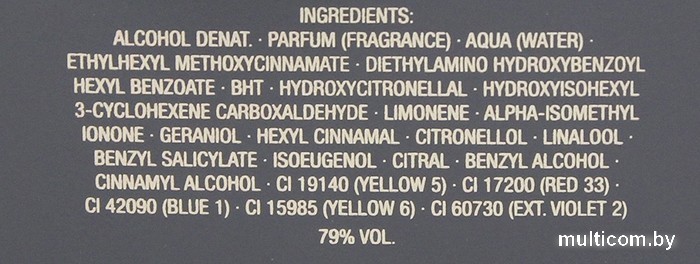 INGREDIENTS:
ALCOHOL DENAT. · PARFUM (FRAGRANCE) · AQUA (WATER) ·
ETHYLHEXYL METHOXYCINNAMATE · DIETHYLAMINO HYDROXYBENZOYL
HEXYL BENZOATE · BHT · HYDROXYCITRONELLAL · HYDROXYISOHEXYL
3-CYCLOHEXENE CARBOXALDEHYDE · LIMONENE · ALPHA-ISOMETHYL
IONONE · GERANIOL · HEXYL CINNAMAL · CITRONELLOL · LINALOOL ·
BENZYL SALICYLATE · ISOEUGENOL · CITRAL · BENZYL ALCOHOL ·
CINNAMYL ALCOHOL · CI 19140 (YELLOW 5) · CI 17200 (RED 33) ·
CI 42090 (BLUE 1) · CI 15985 (YELLOW 6) · CI 60730 (EXT. VIOLET 2)
79% VOL.
multicom.by